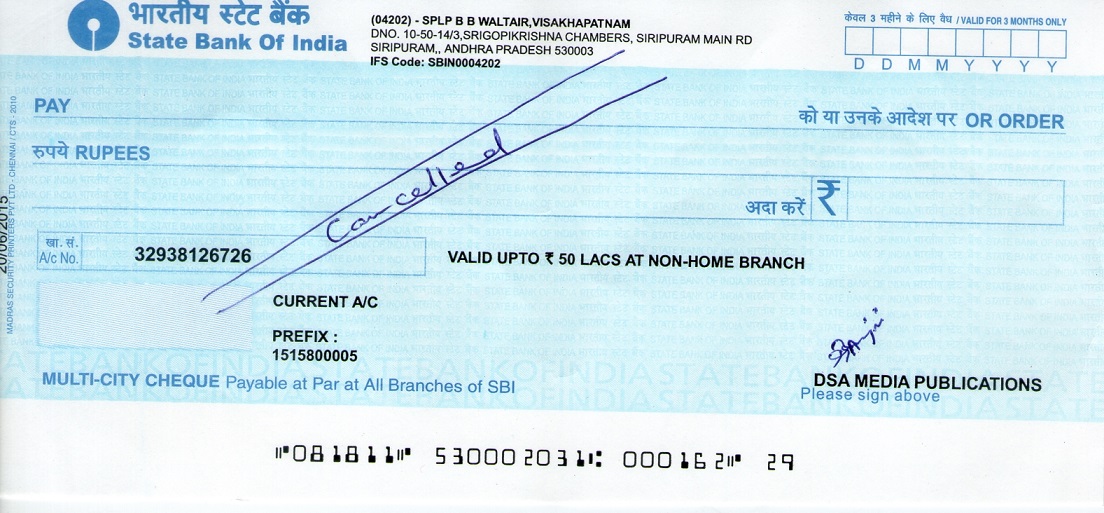 भारतीय स्टेट बैंक
State Bank Of India
(04202) - SPLP B B WALTAIR,VISAKHAPATNAM
DNO. 10-50-14/3,SRIGOPIKRISHNA CHAMBERS, SIRIPURAM MAIN RD
SIRIPURAM,, ANDHRA PRADESH 530003
IFS Code: SBIN0004202
केवल 3 महीने के लिए वैध / VALID FOR 3 MONTHS ONLY
D D M M Y Y Y Y
PAY
को या उनके आदेश पर OR ORDER
रुपये RUPEES
Cancelled
अदा करें ₹
खा. सं.
A/c No.
32938126726
VALID UPTO ₹ 50 LACS AT NON-HOME BRANCH
CURRENT A/C
PREFIX :
1515800005
MULTI-CITY CHEQUE Payable at Par at All Branches of SBI
DSA MEDIA PUBLICATIONS
Please sign above
STATEBANKOFINDIASTATEBANKOFINDIASTATE
MADRAS SECURITY PRINTERS PVT LTD - CHENNAI / CTS - 2010
20/06/2015
⑈081811⑈ 530002031⑆ 000162⑈ 29